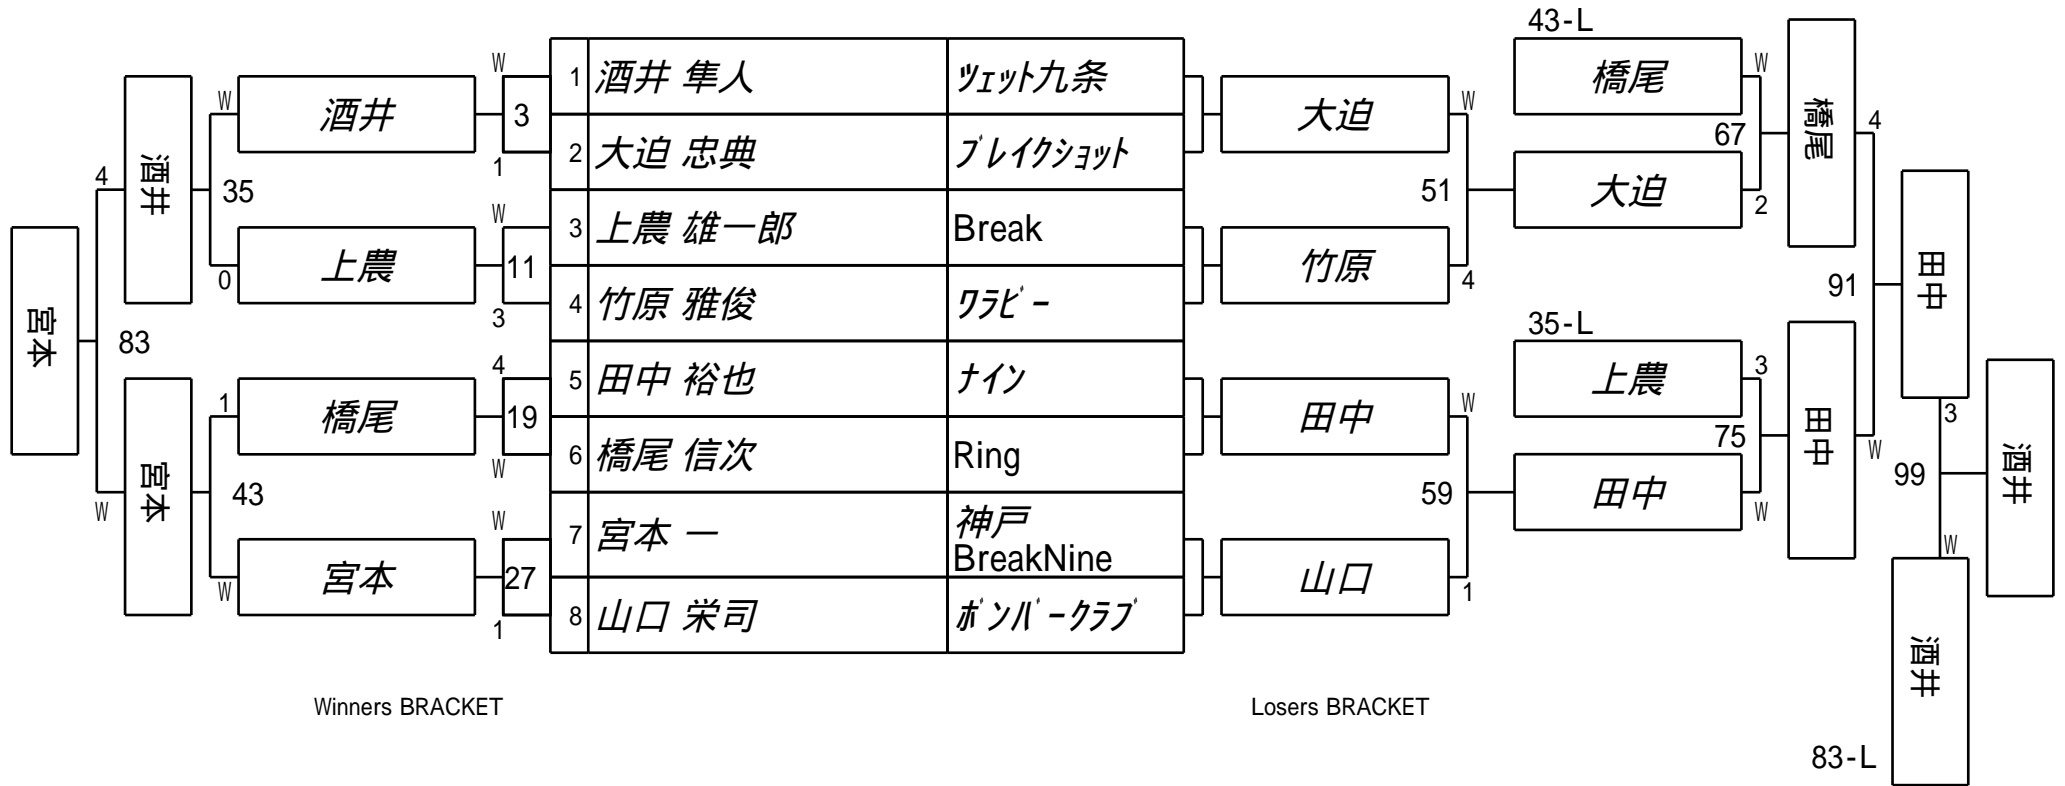 43-L
W
1 酒井 隼人 ツェット九条
W 酒井 3 大迫 W 橋尾 W
2 大迫 忠典 ブレイクショット
1
4 酒井 35 51 67 橋尾 4
W 大迫 2
3 上農 雄一郎 Break
0 上農 11 竹原 4
4 竹原 雅俊 ワラビー
3
宮本 83 35-L 91 田中
4
5 田中 裕也 ナイン
1 橋尾 19 田中 W 上農 3
6 橋尾 信次 Ring
W
W 宮本 43 59 75 田中 W 3
田中 W
99 酒井
W
7 宮本 一 神戸
BreakNine
W 宮本 27 山口 1 W
8 山口 栄司 ボンバークラブ
1
酒井
Winners BRACKET Losers BRACKET
83-L